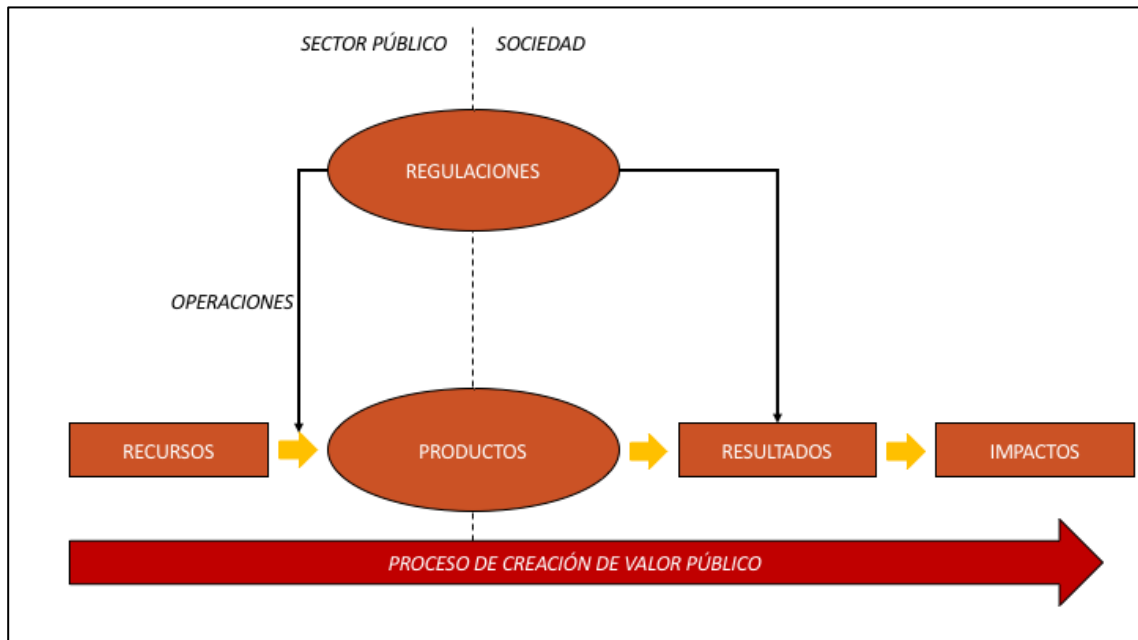 SECTOR PÚBLICO
SOCIEDAD
REGULACIONES
OPERACIONES
RECURSOS
PRODUCTOS
RESULTADOS
IMPACTOS
PROCESO DE CREACIÓN DE VALOR PÚBLICO